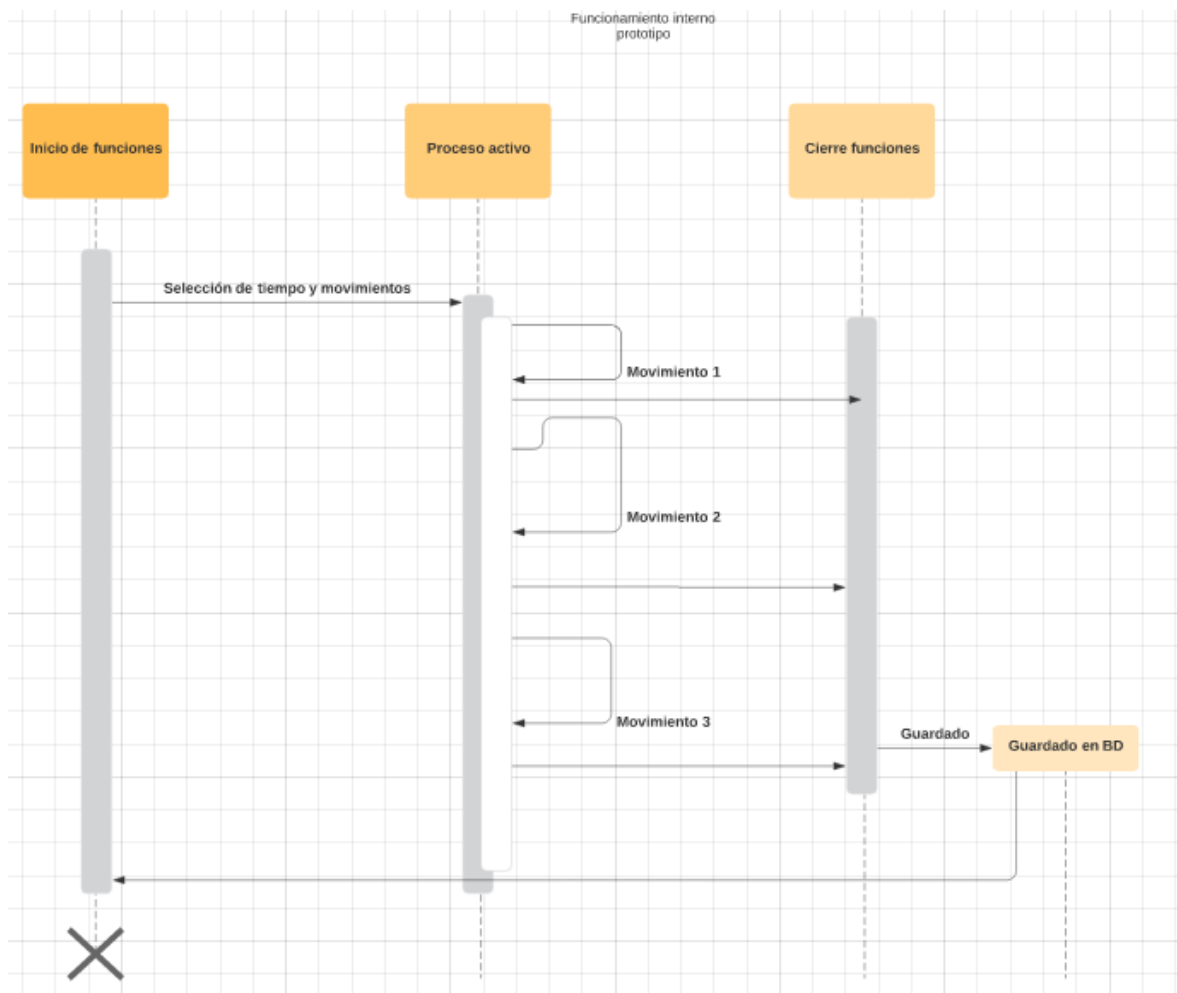 Funcionamiento interno
prototipo
Inicio de funciones
Proceso activo
Cierre funciones
Selección de tiempo y movimientos
Movimiento 1
Movimiento 2
Movimiento 3
Guardado
Guardado en BD